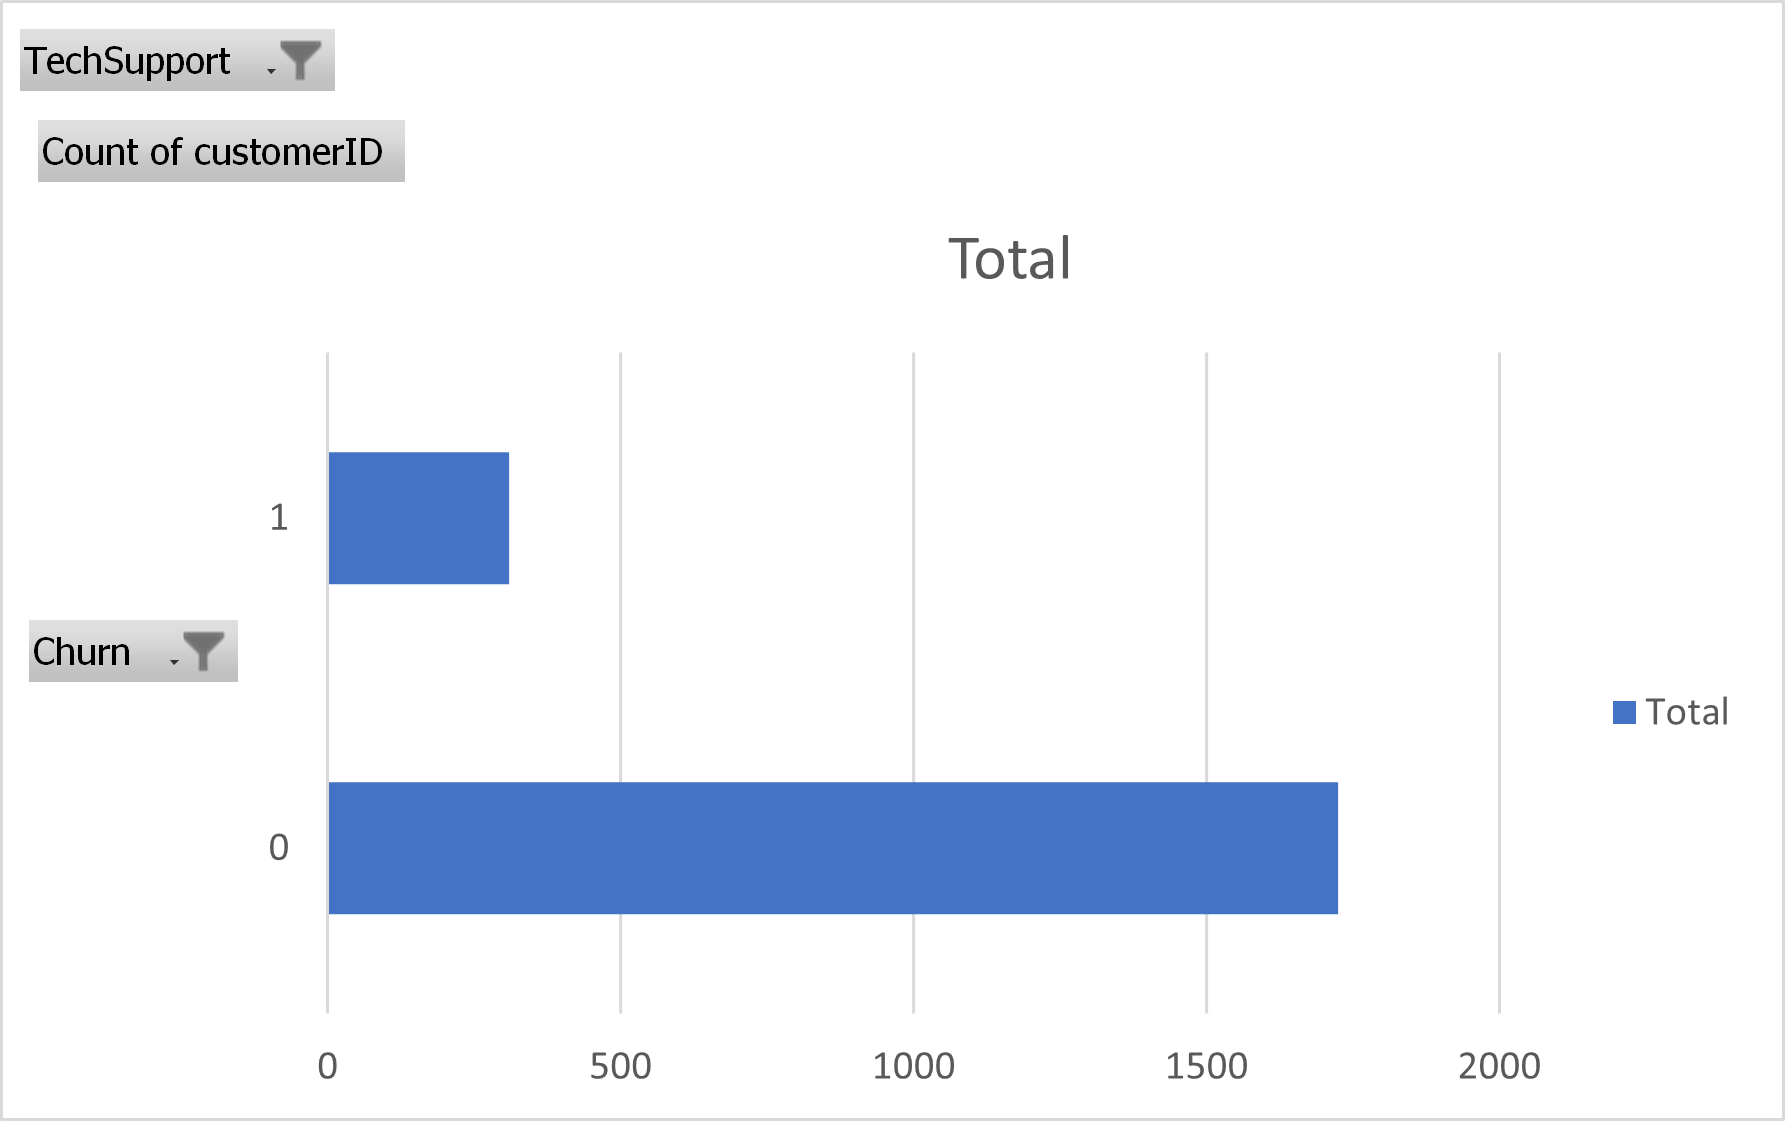 TechSupport
Count of customerID
Total
1
Churn
Total
0
0 500 1000 1500 2000